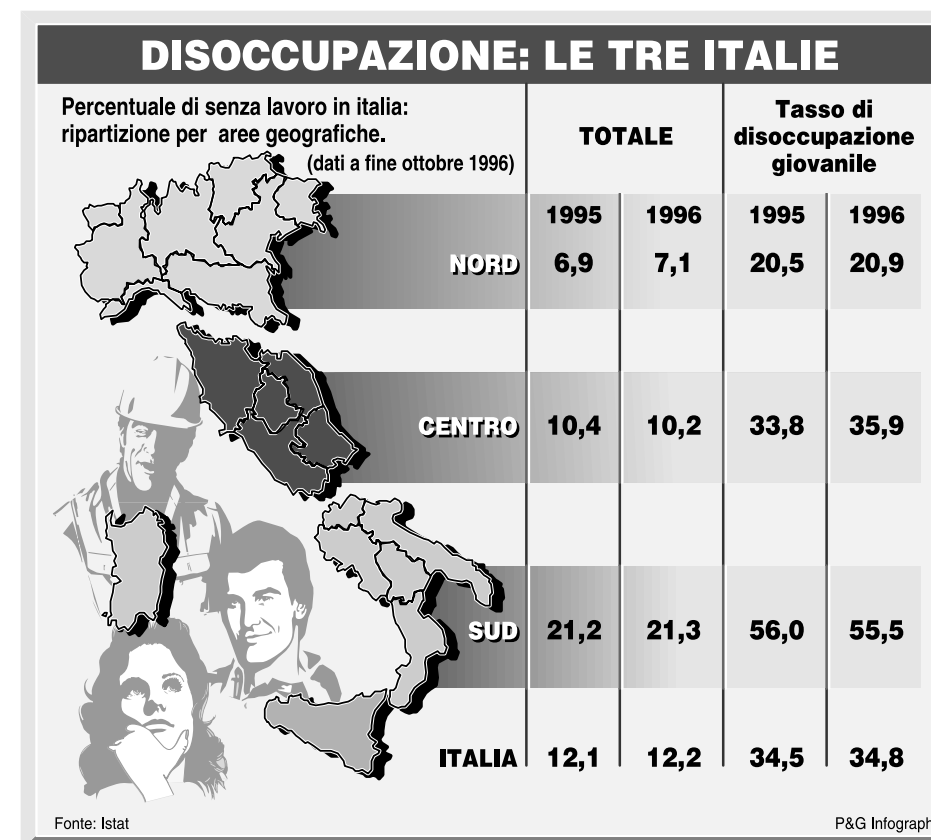 DISOCCUPAZIONE: LE TRE ITALIE
Percentuale di senza lavoro in italia:
ripartizione per aree geografiche.
(dati a fine ottobre 1996)
TOTALE
Tasso di
disoccupazione
giovanile
1995 1996 1995 1996
NORD 6,9 7,1 20,5 20,9
CENTRO 10,4 10,2 33,8 35,9
SUD 21,2 21,3 56,0 55,5
ITALIA 12,1 12,2 34,5 34,8
Fonte: Istat
P&G Infograph